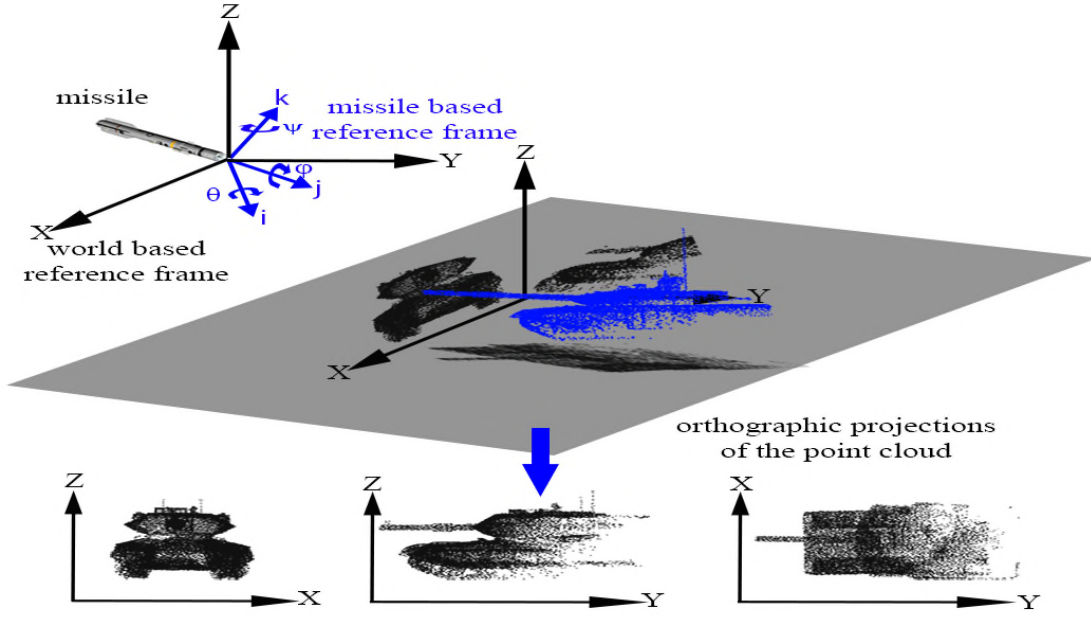 Z
missile
k
missile based
reference frame
ψ
Y
φ
θ
j
i
X
world based
reference frame
Z
Y
X
orthographic projections
of the point cloud
Z
X
Z
Y
X
Y